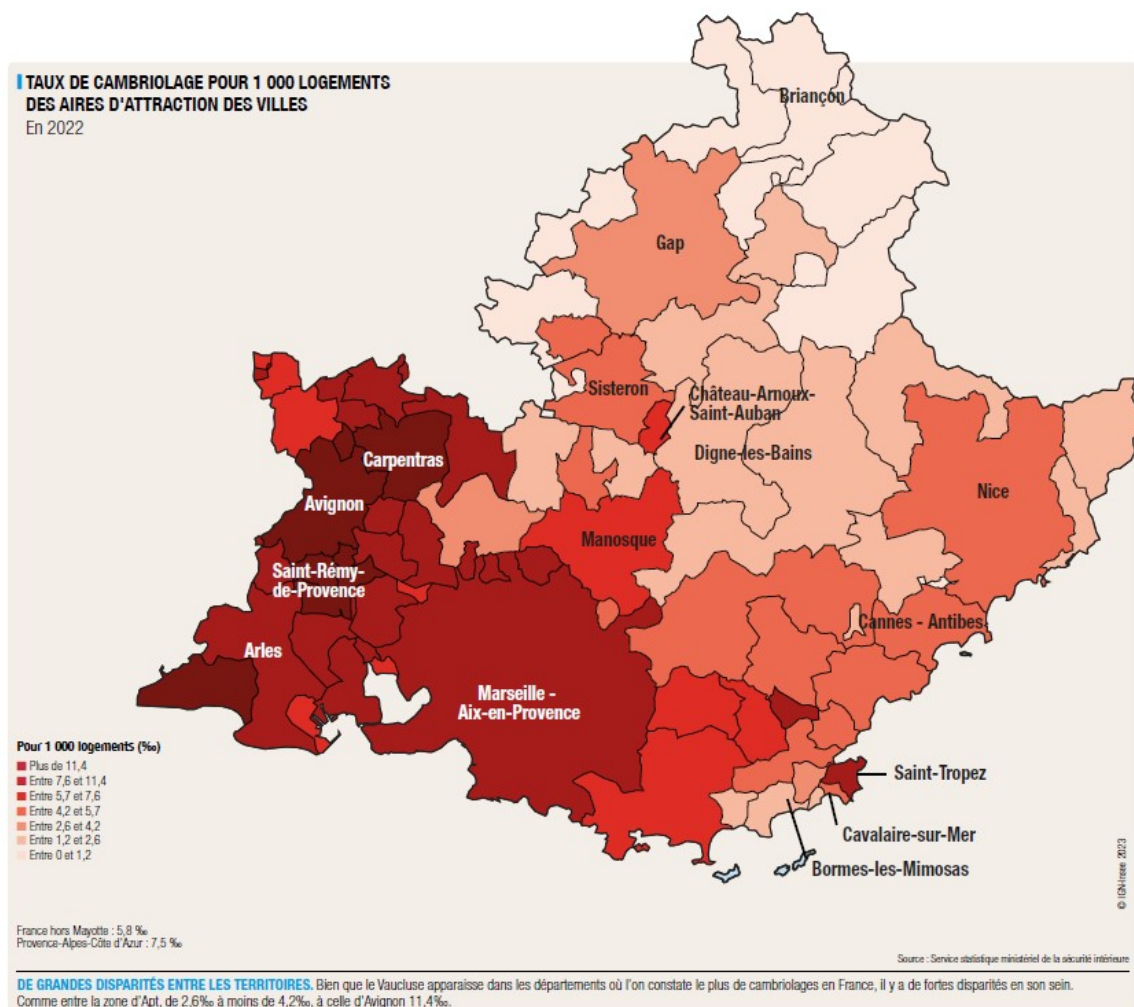 TAUX DE CAMBRIOLAGE POUR 1 000 LOGEMENTS
DES AIRES D'ATTRACTION DES VILLES
En 2022
Briançon
Gap
Sisteron
Château-Arnoux-
Saint-Auban
Digne-les-Bains
Carpentras
Avignon
Nice
Manosque
Saint-Rémy-
de-Provence
Cannes - Antibes
Arles
Marseille -
Aix-en-Provence
Saint-Tropez
Cavalaire-sur-Mer
Bormes-les-Mimosas
Pour 1 000 logements (‰)
Plus de 11,4
Entre 7,6 et 11,4
Entre 5,7 et 7,6
Entre 4,2 et 5,7
Entre 2,6 et 4,2
Entre 1,2 et 2,6
Entre 0 et 1,2
© IGN-Insee 2023
France hors Mayotte : 5,8 ‰
Provence-Alpes-Côte d'Azur : 7,5 ‰
Source : Service statistique ministériel de la sécurité intérieure
DE GRANDES DISPARITÉS ENTRE LES TERRITOIRES. Bien que le Vaucluse apparaisse dans les départements où l'on constate le plus de cambriolages en France, il y a de fortes disparités en son sein.
Comme entre la zone d'Apt, de 2,6‰ à moins de 4,2‰, à celle d'Avignon 11,4‰.